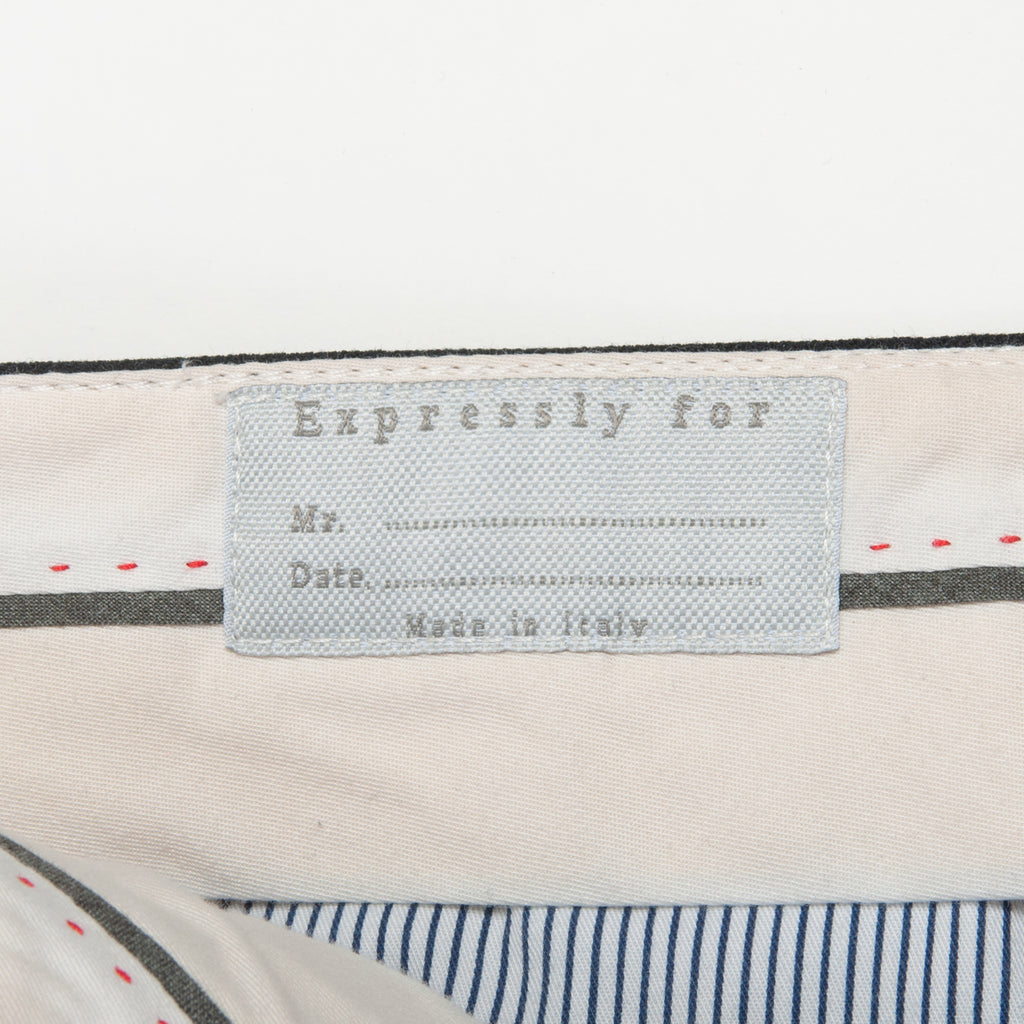 Expressly for
Mr. ........................................
Date. ........................................
Made in Italy